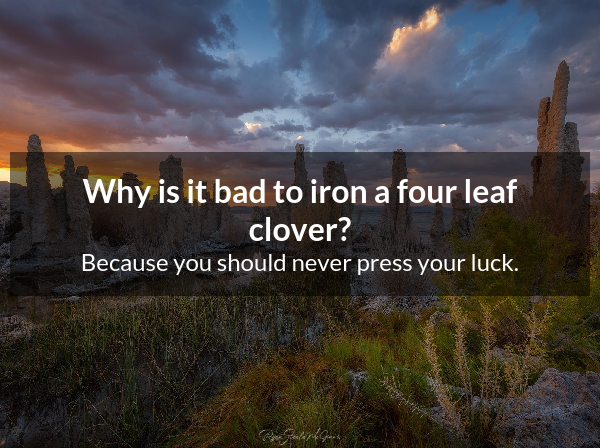 Why is it bad to iron a four leaf
clover?
Because you should never press your luck.